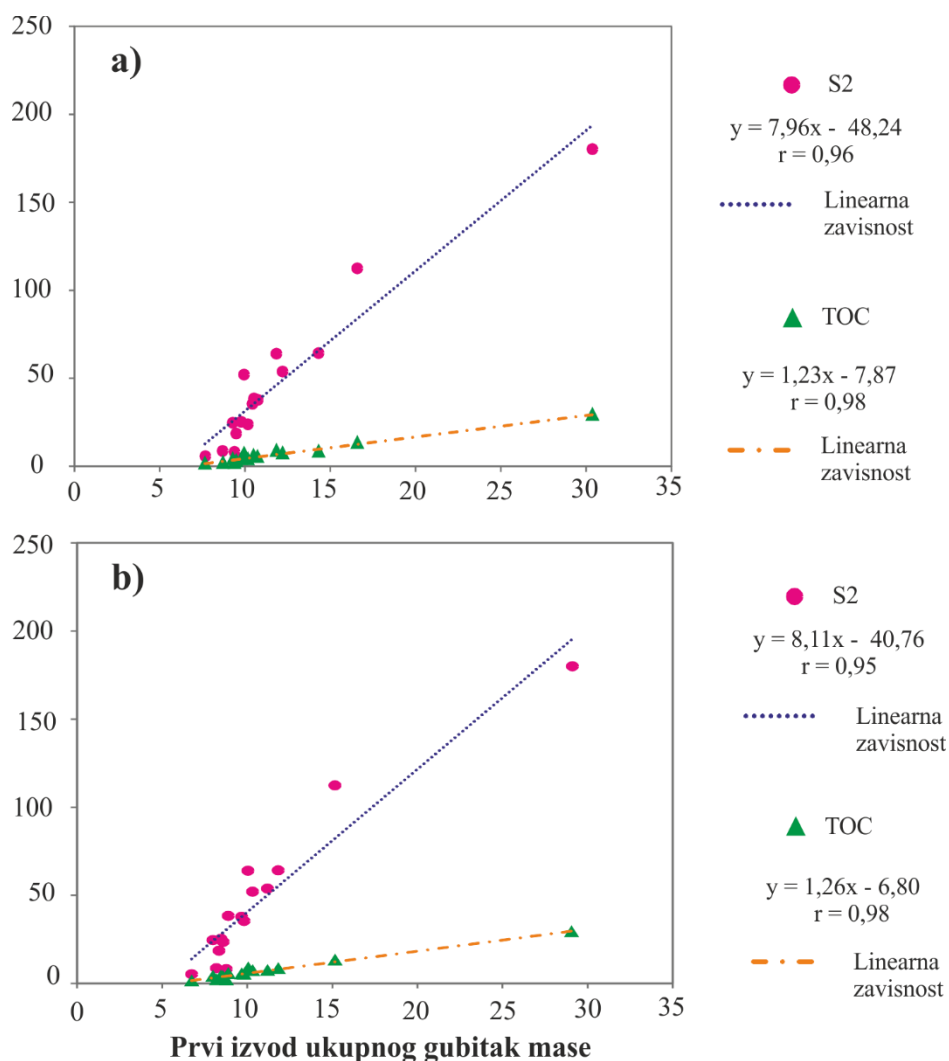 250
a)
200
150
100
50
0
0 5 10 15 20 25 30 35
S2
y = 7,96x - 48,24
r = 0,96
Linearna
zavisnost
TOC
y = 1,23x - 7,87
r = 0,98
Linearna
zavisnost
250
b)
200
150
100
50
0
0 5 10 15 20 25 30 35
Prvi izvod ukupnog gubitak mase
S2
y = 8,11x - 40,76
r = 0,95
Linearna
zavisnost
TOC
y = 1,26x - 6,80
r = 0,98
Linearna
zavisnost